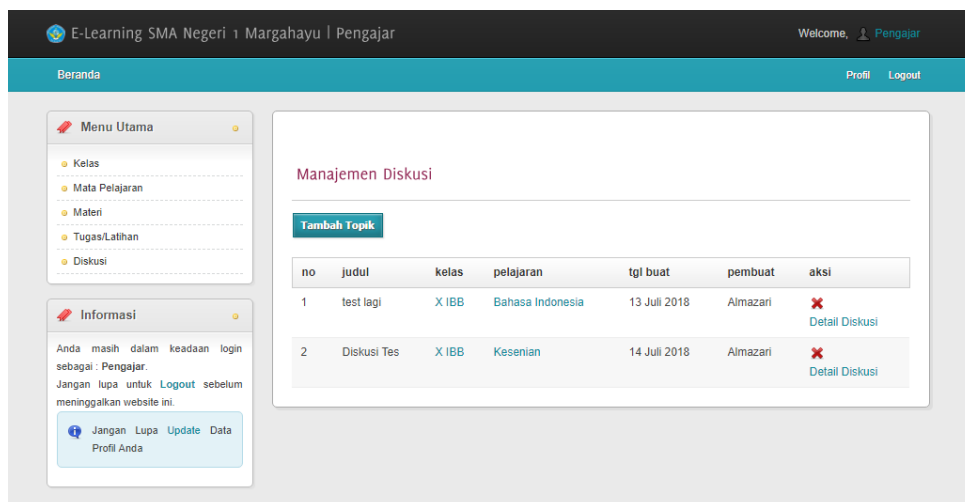 E-Learning SMA Negeri 1 Margahayu | Pengajar
Welcome, Pengajar
Beranda
Profil Logout
Menu Utama
Kelas
Mata Pelajaran
Materi
Tugas/Latihan
Diskusi
Informasi
Anda masih dalam keadaan login
sebagai : Pengajar.
Jangan lupa untuk Logout sebelum
meninggalkan website ini.
Jangan Lupa Update Data
Profil Anda
Manajemen Diskusi
Tambah Topik
no judul kelas pelajaran tgl buat pembuat aksi
1 test lagi X IBB Bahasa Indonesia 13 Juli 2018 Almazari
Detail Diskusi
2 Diskusi Tes X IBB Kesenian 14 Juli 2018 Almazari
Detail Diskusi